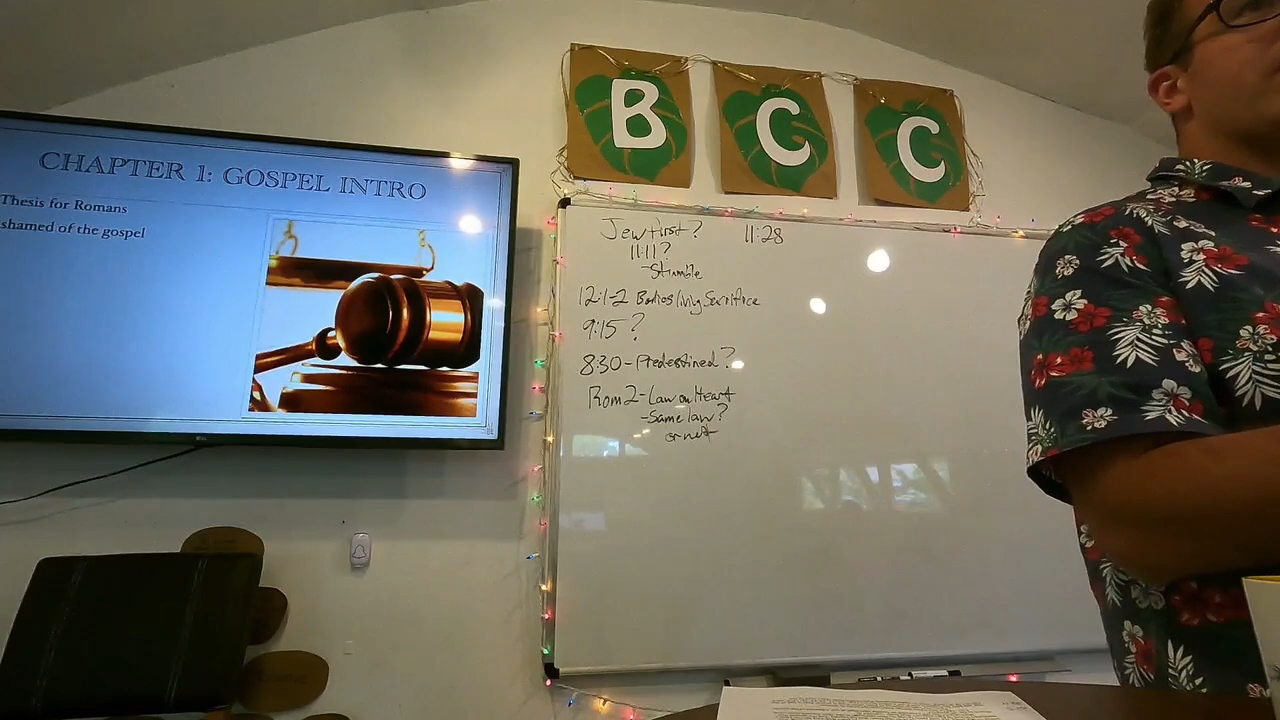 CHAPTER 1: GOSPEL INTRO
Thesis for Romans
shamed of the gospel
B C C
Jew first? 11:28
11:11?
-Stumble
12:1-2 Bodies living Sacrifice
9:15?
8:30-Predestined?
Rom 2-Law on Heart
-Same law?
or not